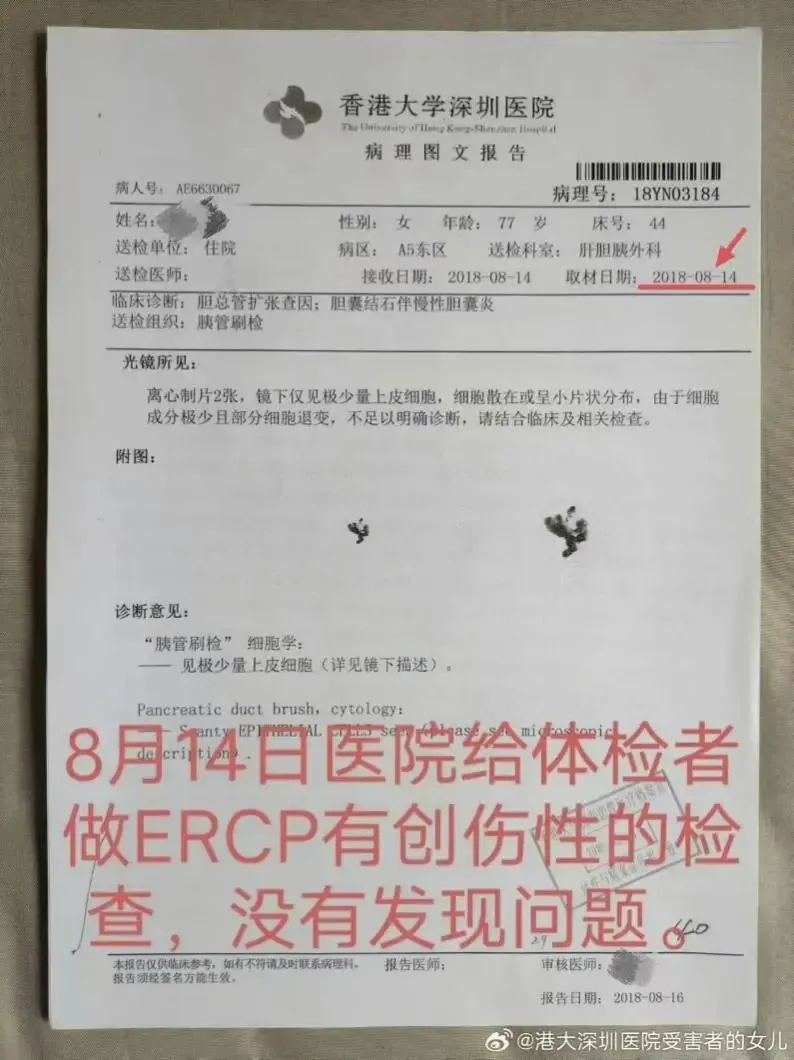 香港大学深圳医院
The University of Hong Kong-Shenzhen Hospital
病理图文报告
病人号: AE6630067
病理号: 18YN03184
姓名: 性别: 女 年龄: 77 岁 床号: 44
送检单位: 住院 病区: A5东区 送检科室: 肝胆胰外科
送检医师: 接收日期: 2018-08-14 取材日期: 2018-08-14
临床诊断: 胆总管扩张查因; 胆囊结石伴慢性胆囊炎
送检组织: 胰管刷检
光镜所见:
离心制片2张, 镜下仅见极少量上皮细胞, 细胞散在或呈小片状分布, 由于细胞
成分极少且部分细胞退变, 不足以明确诊断, 请结合临床及相关检查。
附图:
诊断意见:
“胰管刷检” 细胞学:
—— 见极少量上皮细胞（详见镜下描述）。
Pancreatic duct brush, cytology:
Scanty EPITHELIAL CELLS seen (please see microscopic
description).
8月14日医院给体检者
做ERCP有创伤性的检
查，没有发现问题。
本报告仅供临床参考, 如有不符请及时联系病理科。 报告医师: 审核医师:
报告须经签名方能生效。
报告日期: 2018-08-16
@港大深圳医院受害者的女儿